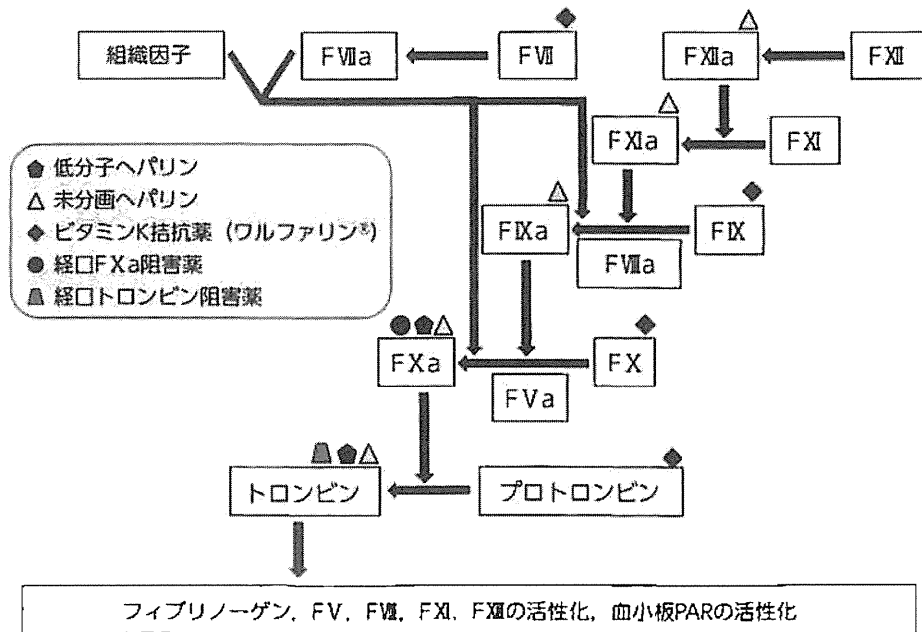 組織因子
FⅦa
FⅦ
FⅫa
FⅫ
FⅪa
FⅪ
低分子ヘパリン
未分画ヘパリン
ビタミンK拮抗薬（ワルファリン®）
経口FXa阻害薬
経口トロンビン阻害薬
FⅨa
FⅨ
FⅧa
FⅩa
FⅩ
FⅤa
トロンビン
プロトロンビン
フィブリノーゲン，FⅤ，FⅧ，FⅪ，FXⅢの活性化，血小板PARの活性化